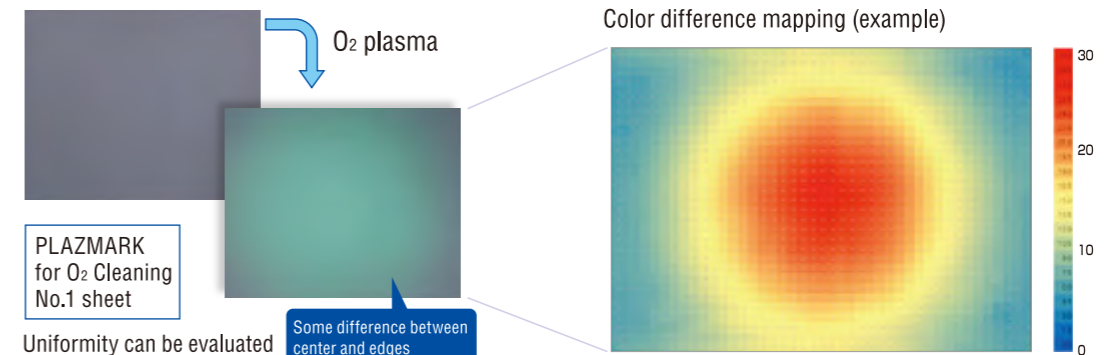 O₂ plasma
PLAZMARK
for O₂ Cleaning
No.1 sheet
Uniformity can be evaluated
Some difference between
center and edges
Color difference mapping (example)
30
20
10
0